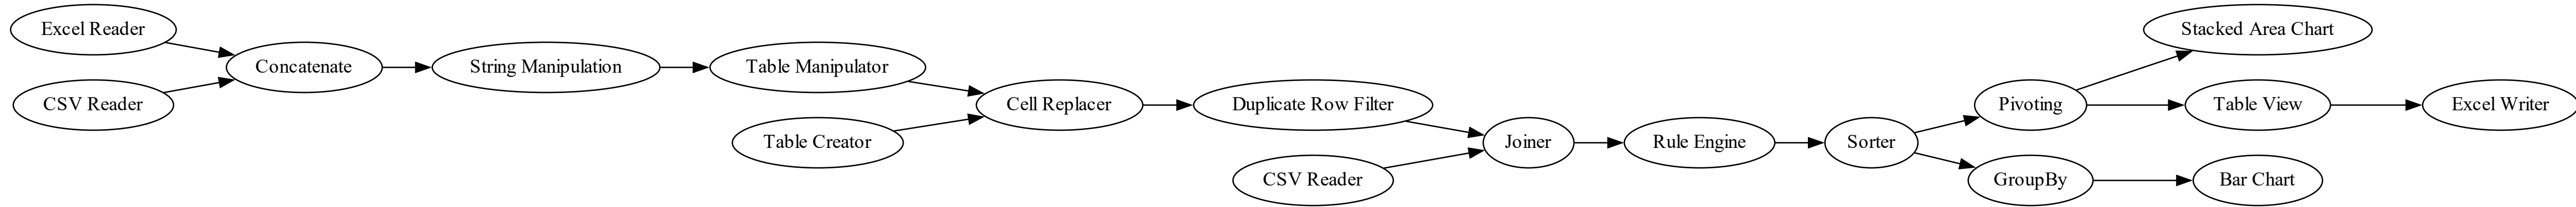 Excel Reader
CSV Reader
Concatenate
String Manipulation
Table Manipulator
Table Creator
Cell Replacer
Duplicate Row Filter
CSV Reader
Joiner
Rule Engine
Sorter
Pivoting
GroupBy
Stacked Area Chart
Table View
Bar Chart
Excel Writer